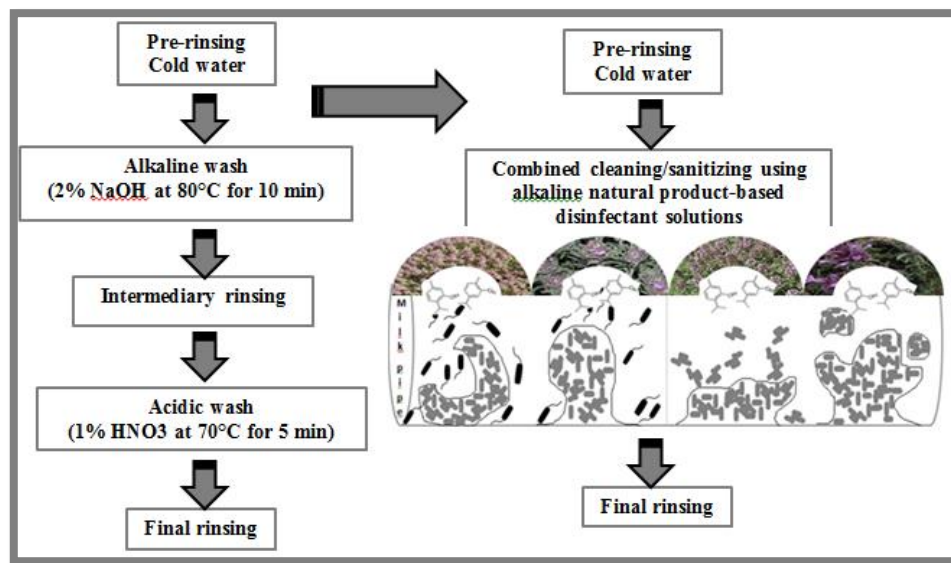 Pre-rinsing
Cold water
Alkaline wash
(2% NaOH at 80°C for 10 min)
Intermediary rinsing
Acidic wash
(1% HNO3 at 70°C for 5 min)
Final rinsing
Pre-rinsing
Cold water
Combined cleaning/sanitizing using
alkaline natural product-based
disinfectant solutions
Milk pipe
Final rinsing